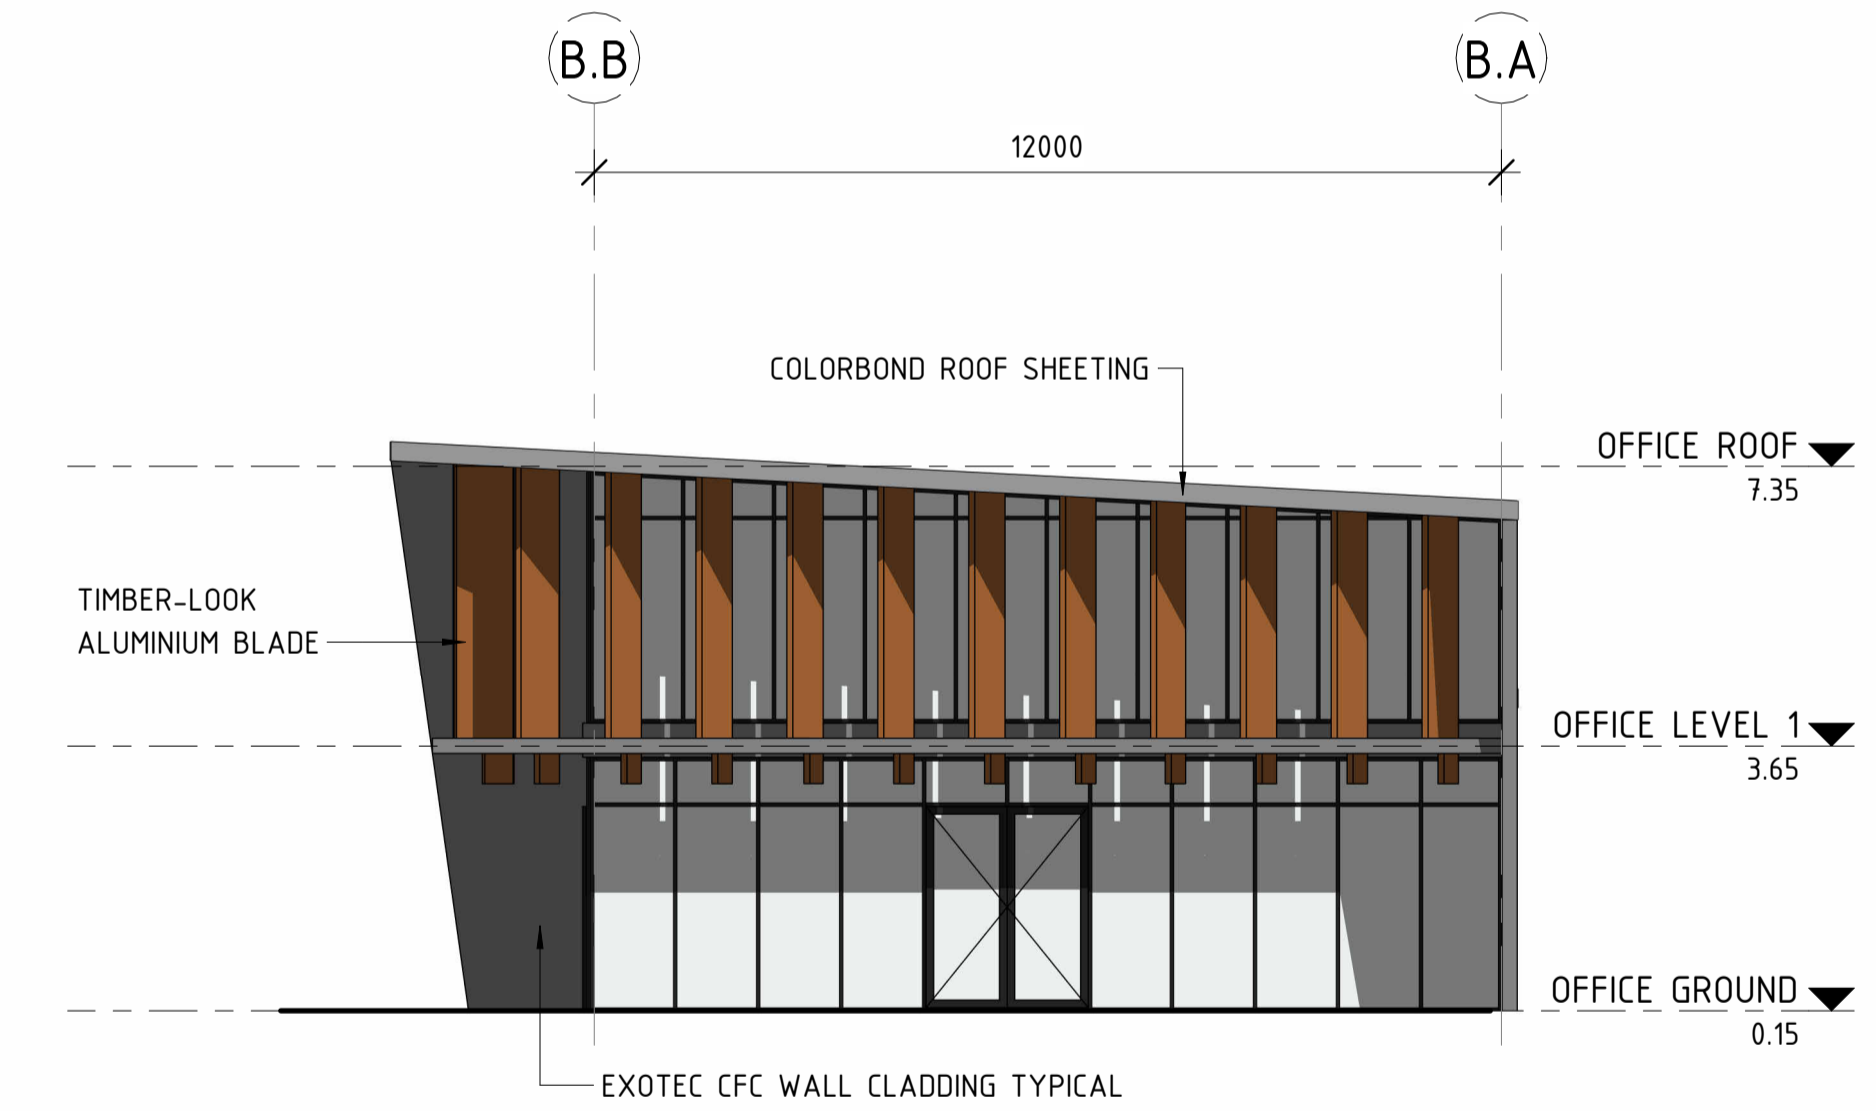 B.B
B.A
12000
COLORBOND ROOF SHEETING
OFFICE ROOF
7.35
TIMBER-LOOK
ALUMINIUM BLADE
OFFICE LEVEL 1
3.65
OFFICE GROUND
0.15
EXOTEC CFC WALL CLADDING TYPICAL